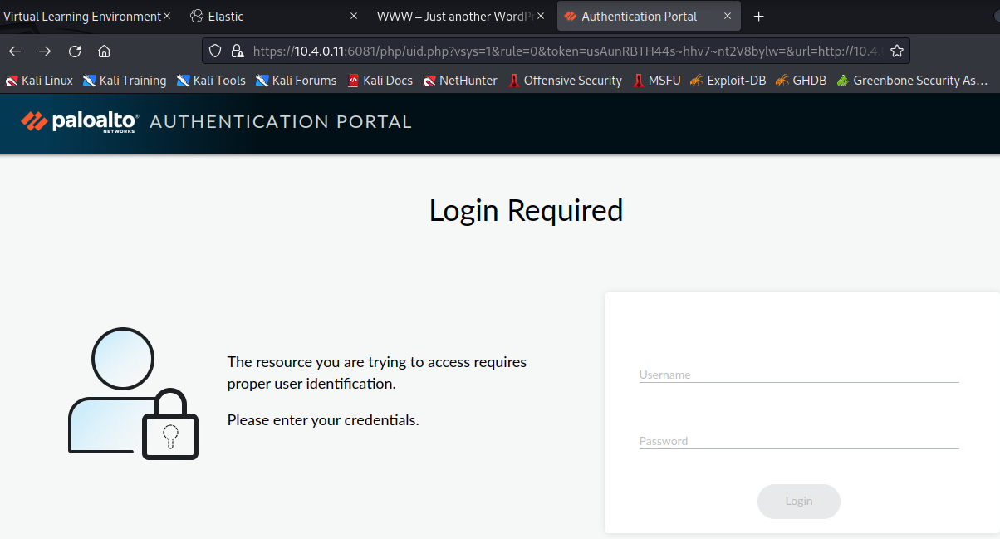 Virtual Learning Environment Elastic WWW – Just another WordPr Authentication Portal
https://10.4.0.11:6081/php/uid.php?vsys=1&rule=0&token=usAunRBTH44s~hhv7~nt2V8bylw=&url=http://10.4.
Kali Linux Kali Training Kali Tools Kali Forums Kali Docs NetHunter Offensive Security MSFU Exploit-DB GHDB Greenbone Security As…
paloalto® NETWORKS AUTHENTICATION PORTAL
Login Required
The resource you are trying to access requires
proper user identification.
Please enter your credentials.
Username
Password
Login